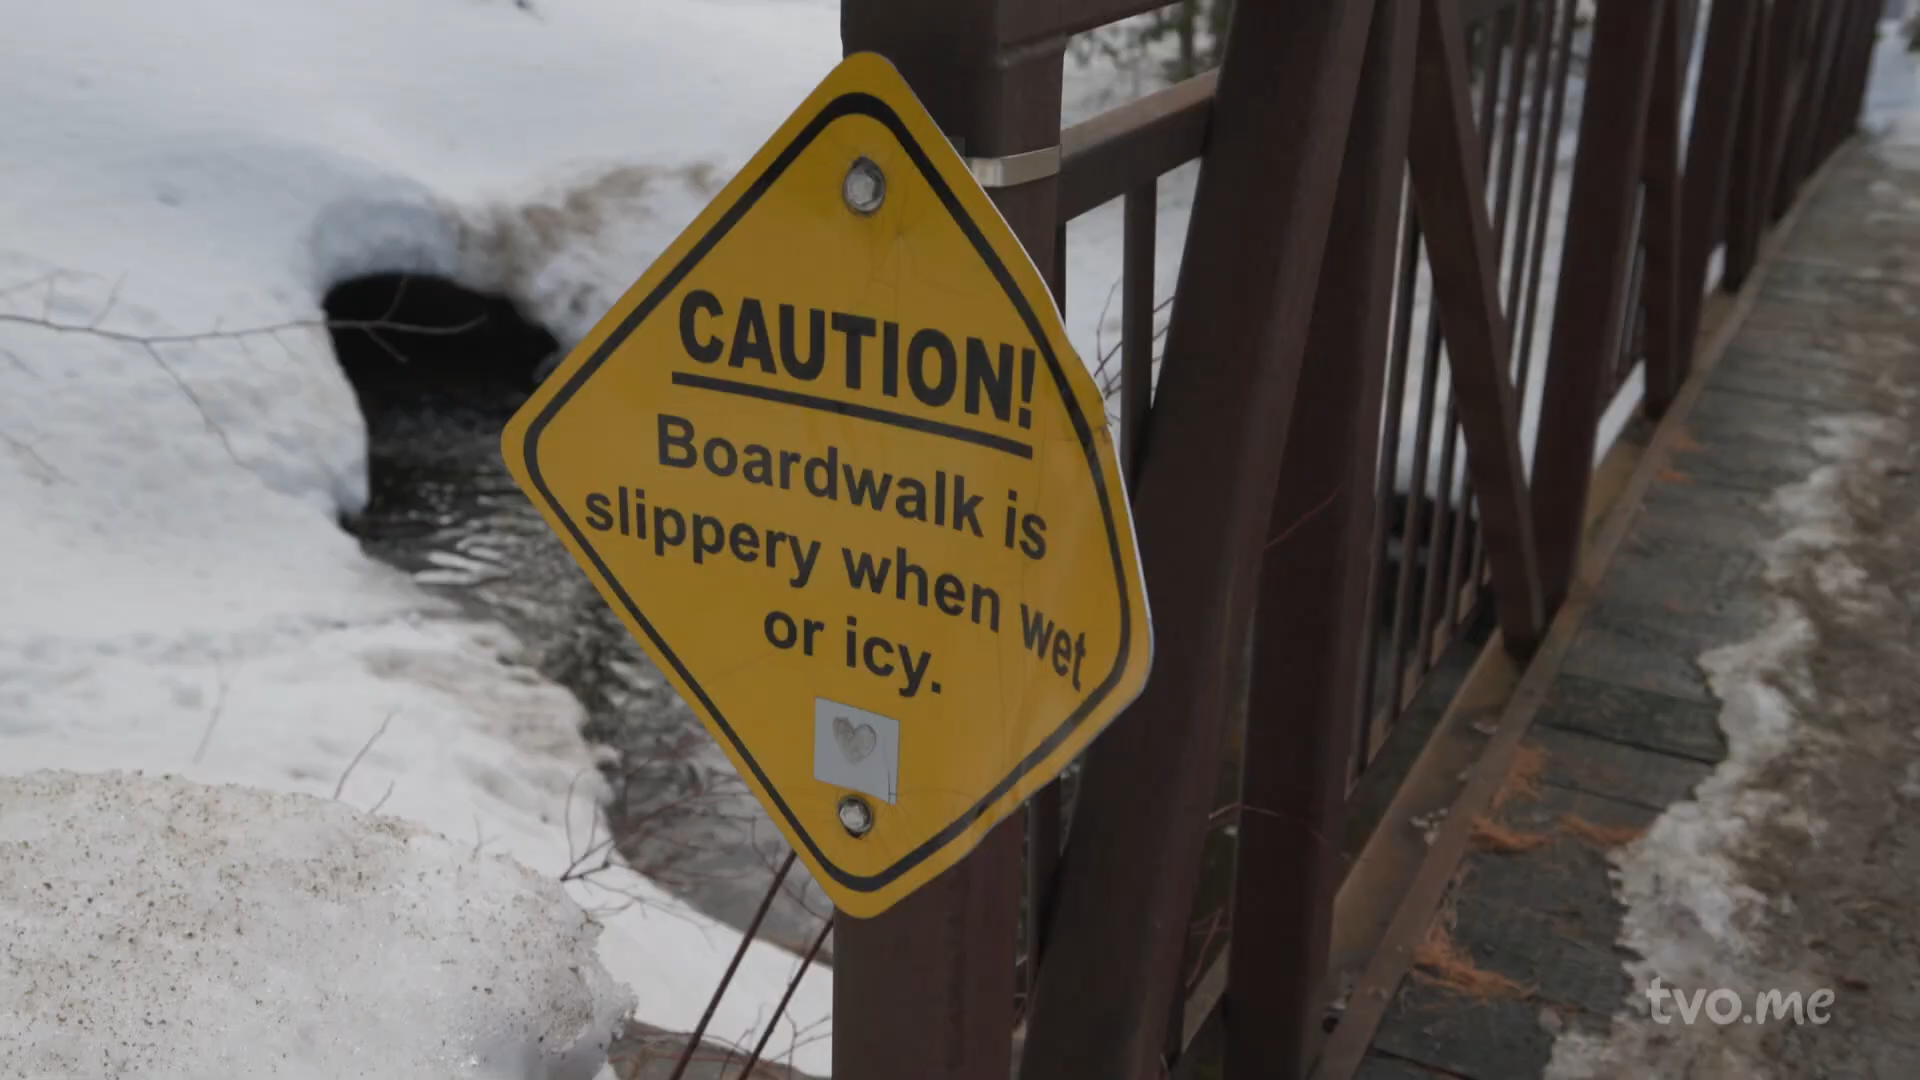 CAUTION!
Boardwalk is
slippery when wet
or icy.
tvo.me